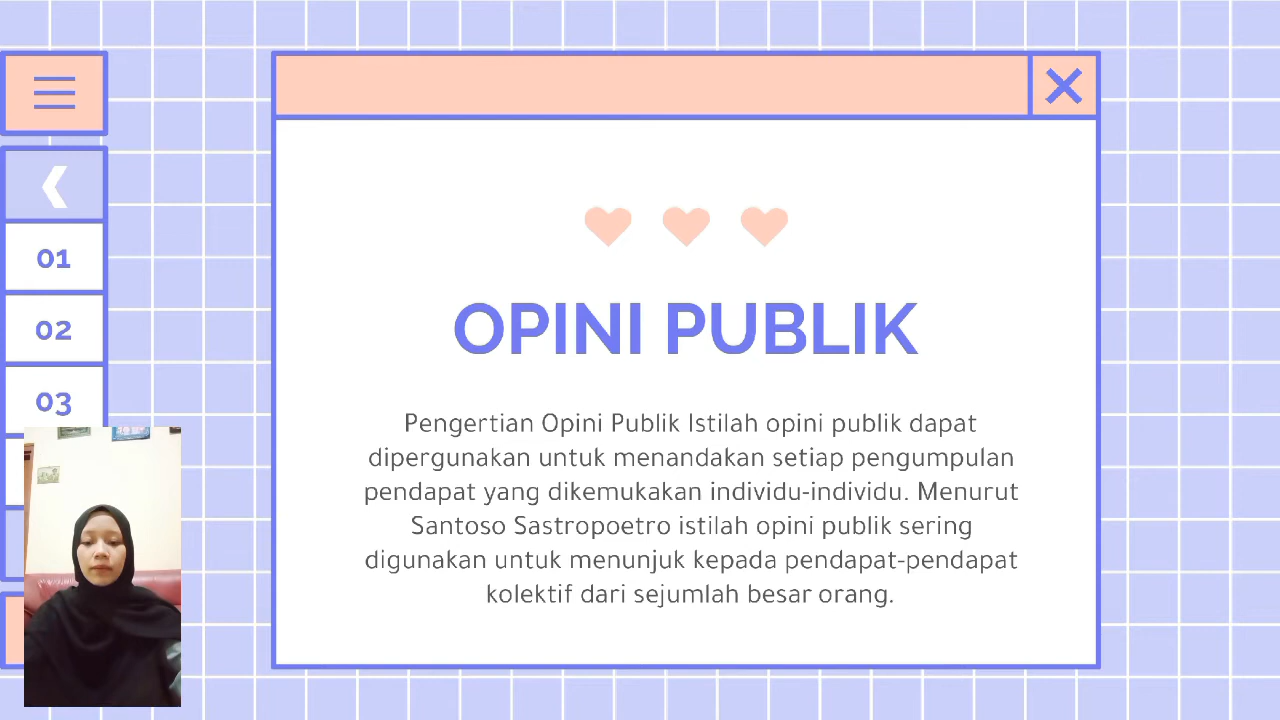 01
02
03
OPINI PUBLIK
Pengertian Opini Publik Istilah opini publik dapat
dipergunakan untuk menandakan setiap pengumpulan
pendapat yang dikemukakan individu-individu. Menurut
Santoso Sastropoetro istilah opini publik sering
digunakan untuk menunjuk kepada pendapat-pendapat
kolektif dari sejumlah besar orang.